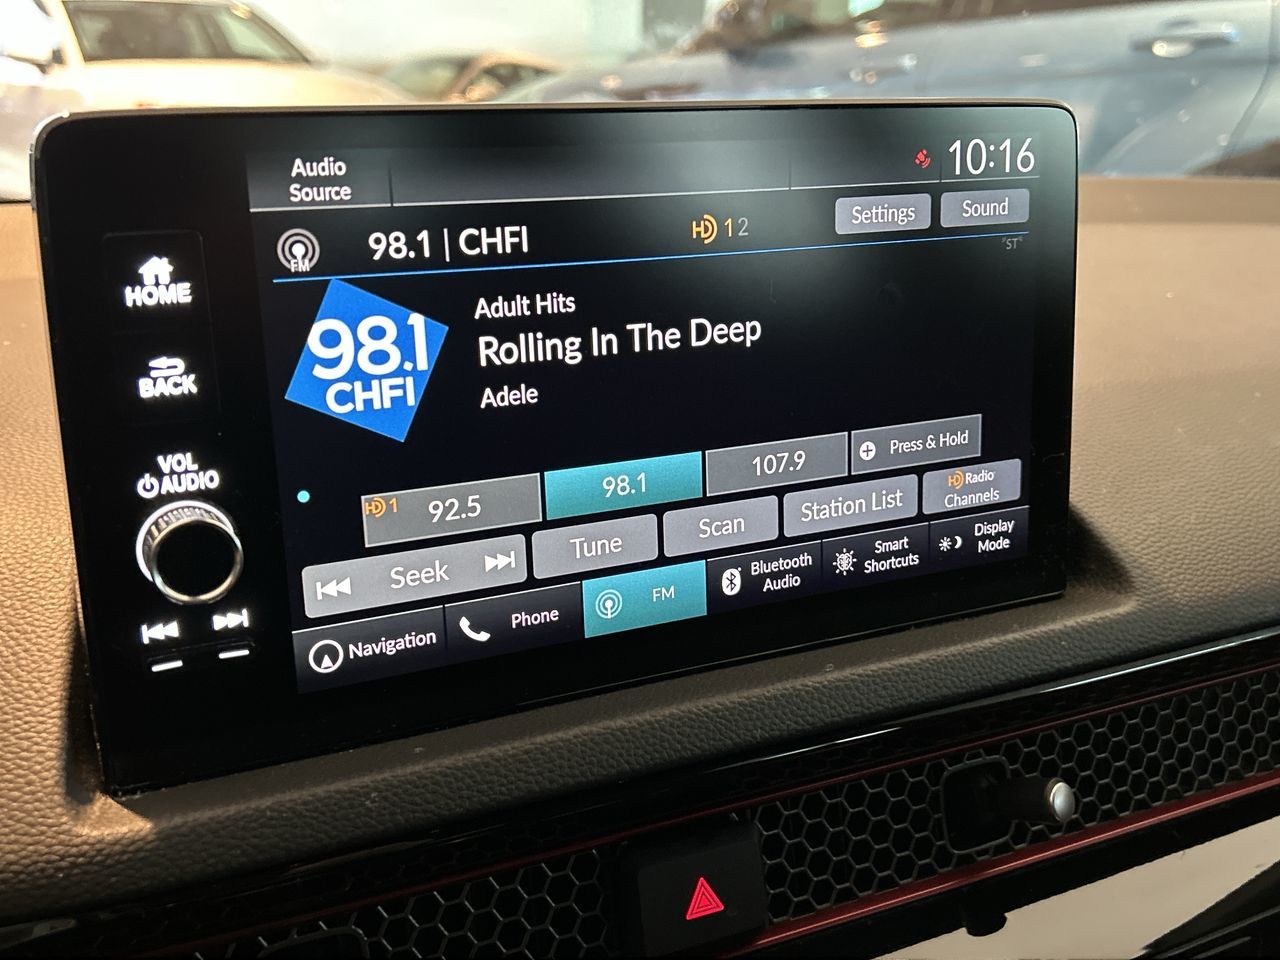 Audio
Source
10:16
FM
98.1 | CHFI
HD 1 2
Settings
Sound
"ST"
HOME
BACK
VOL
AUDIO
98.1
CHFI
Adult Hits
Rolling In The Deep
Adele
HD 1 92.5
98.1
107.9
Press & Hold
Seek
Tune
Scan
Station List
HD Radio
Channels
Navigation
Phone
FM
Bluetooth
Audio
Smart
Shortcuts
Display
Mode